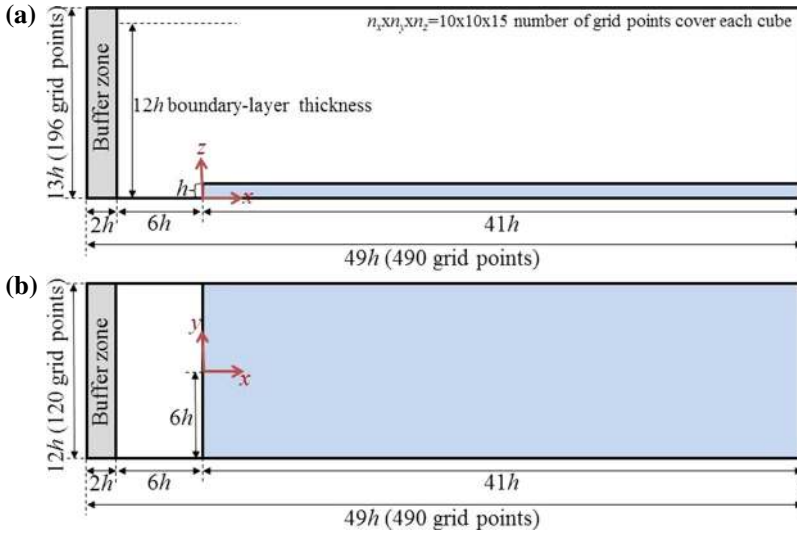 (a)
nₓxnᵧxn_z=10x10x15 number of grid points cover each cube
13h (196 grid points)
Buffer zone
12h boundary-layer thickness
z
h
x
2h
6h
41h
49h (490 grid points)
(b)
12h (120 grid points)
Buffer zone
y
x
6h
2h
6h
41h
49h (490 grid points)